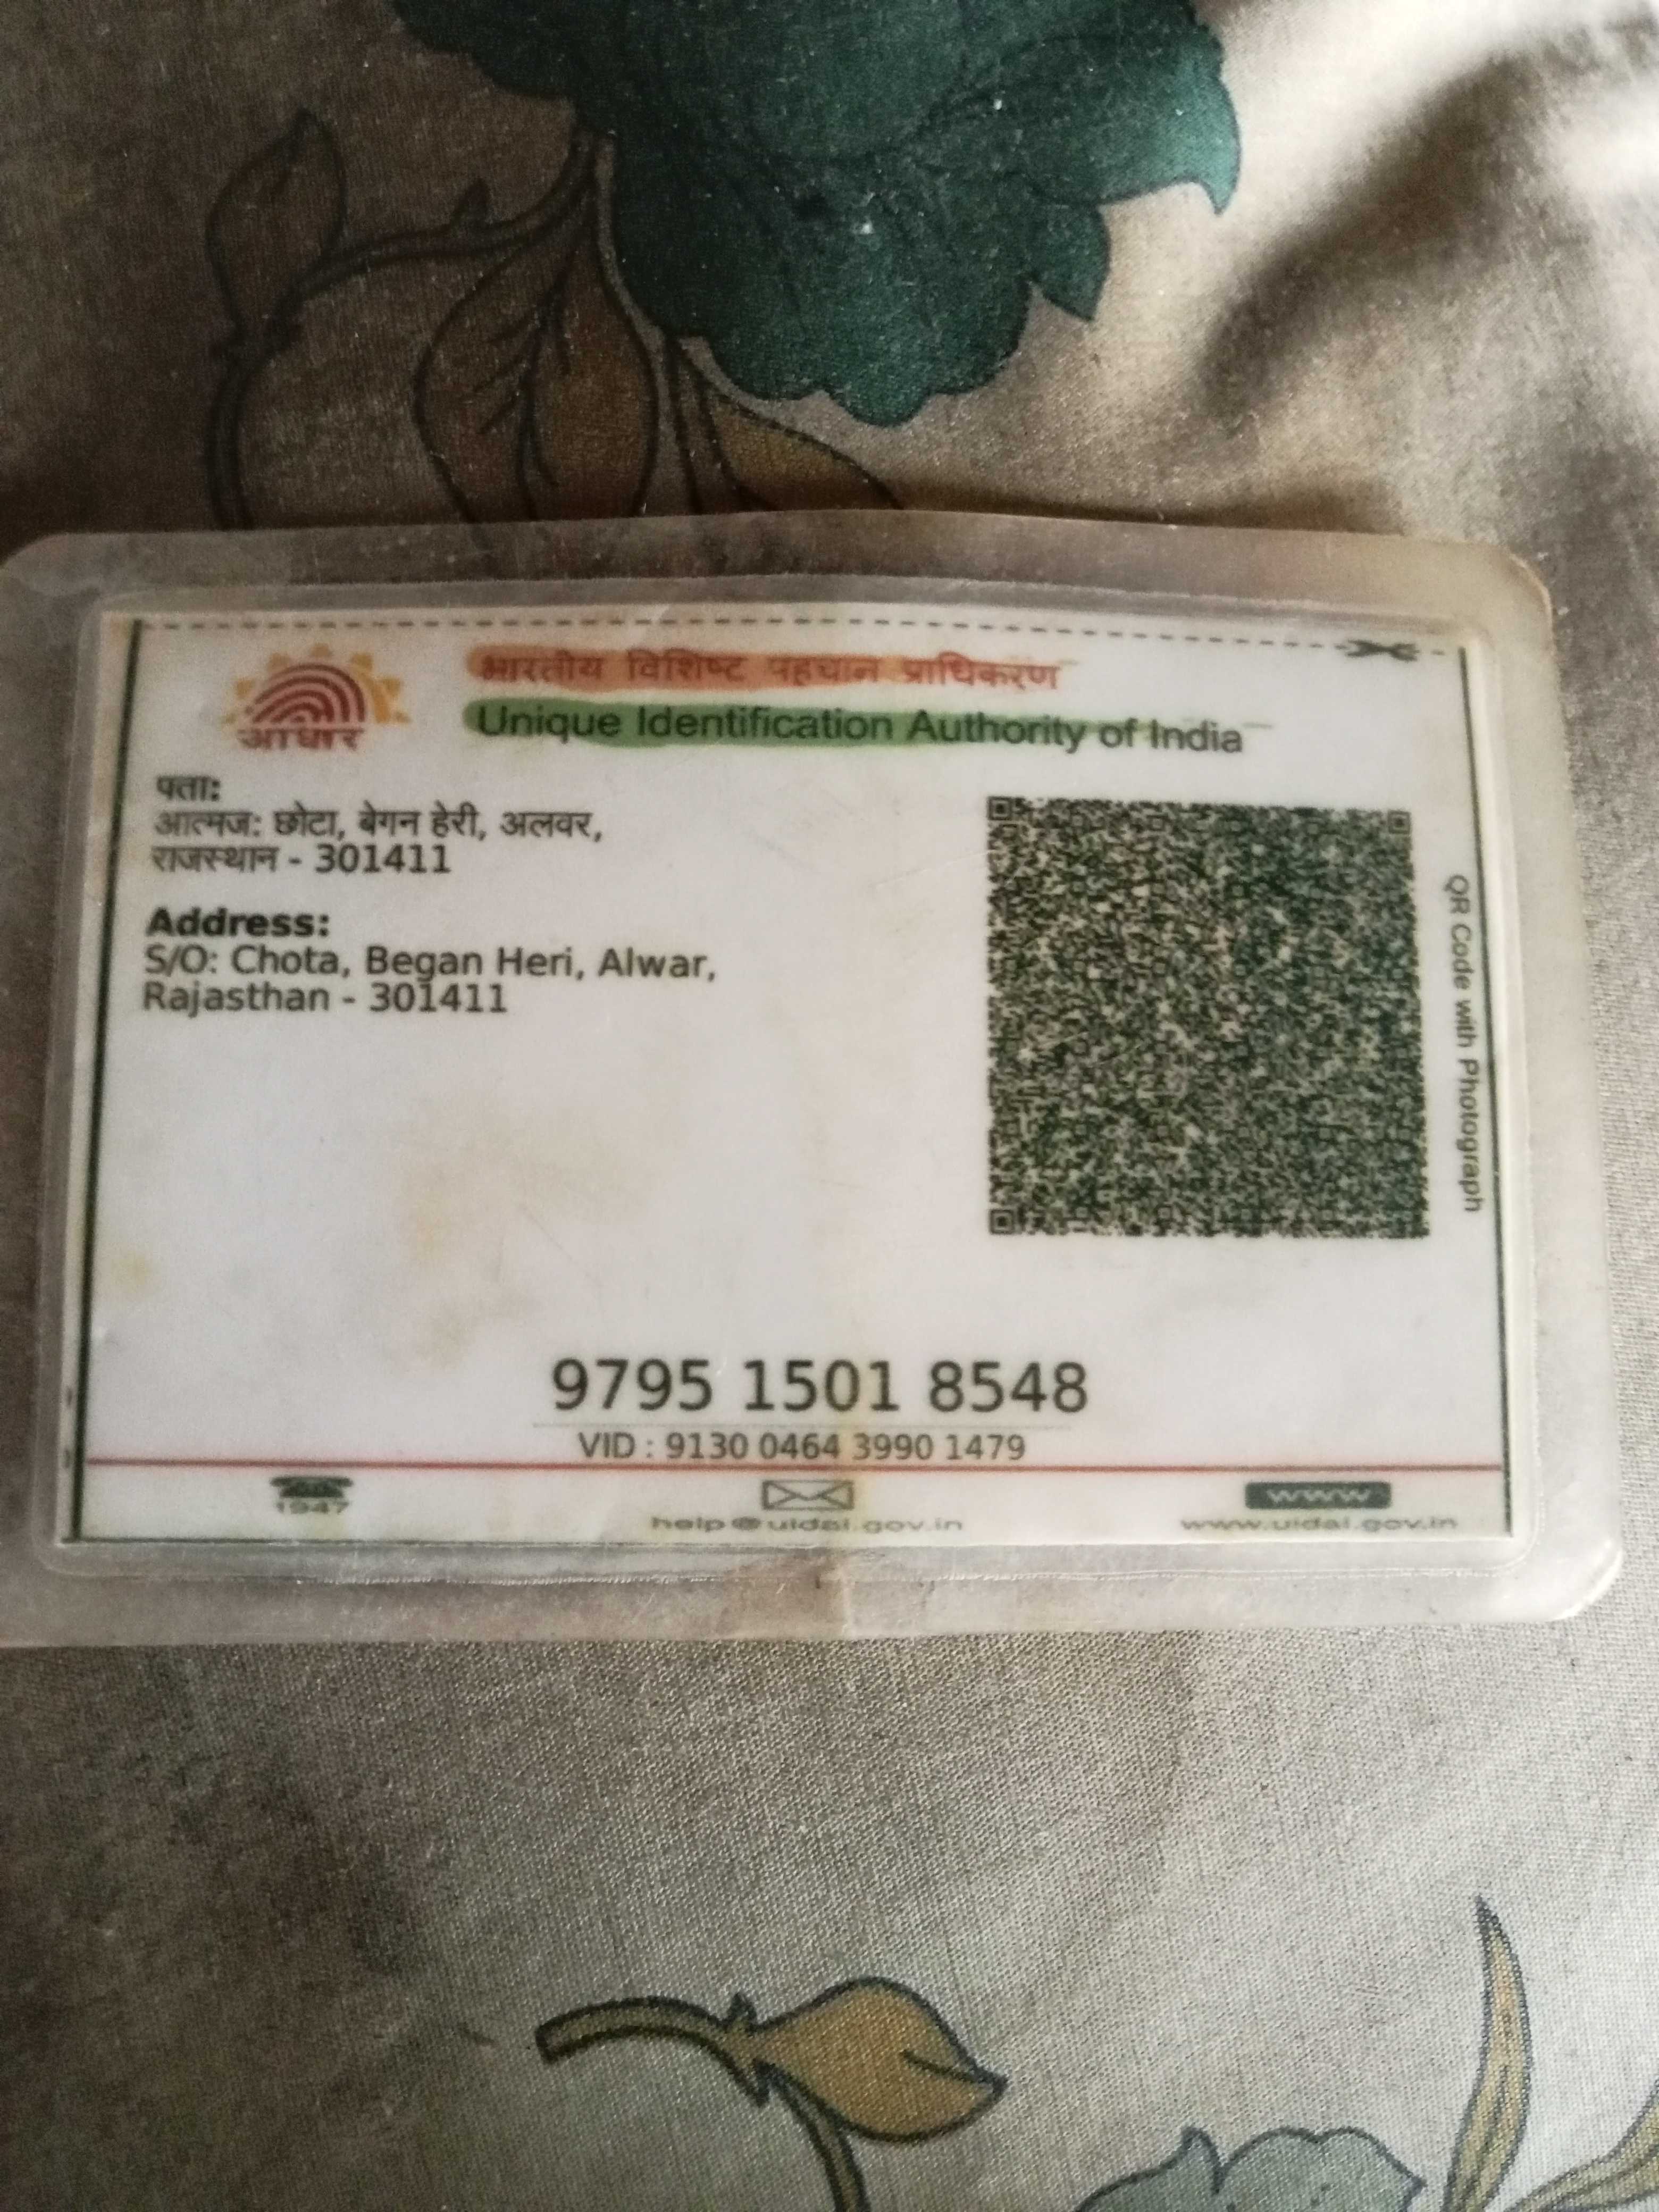 भारतीय विशिष्ट पहचान प्राधिकरण
Unique Identification Authority of India
आधार
पता:
आत्मज: छोटा, बेगन हेरी, अलवर,
राजस्थान - 301411
Address:
S/O: Chota, Began Heri, Alwar,
Rajasthan - 301411
QR Code with Photograph
9795 1501 8548
VID : 9130 0464 3990 1479
1947
help@uidai.gov.in
www
www.uidai.gov.in